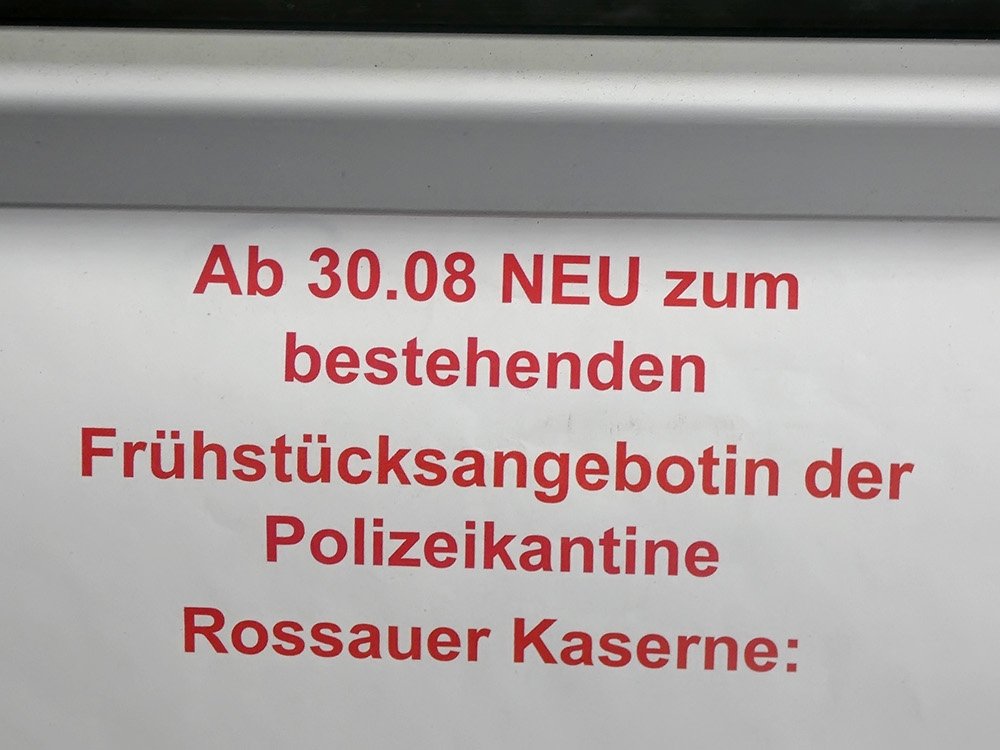 Ab 30.08 NEU zum
bestehenden
Frühstücksangebotin der
Polizeikantine
Rossauer Kaserne: